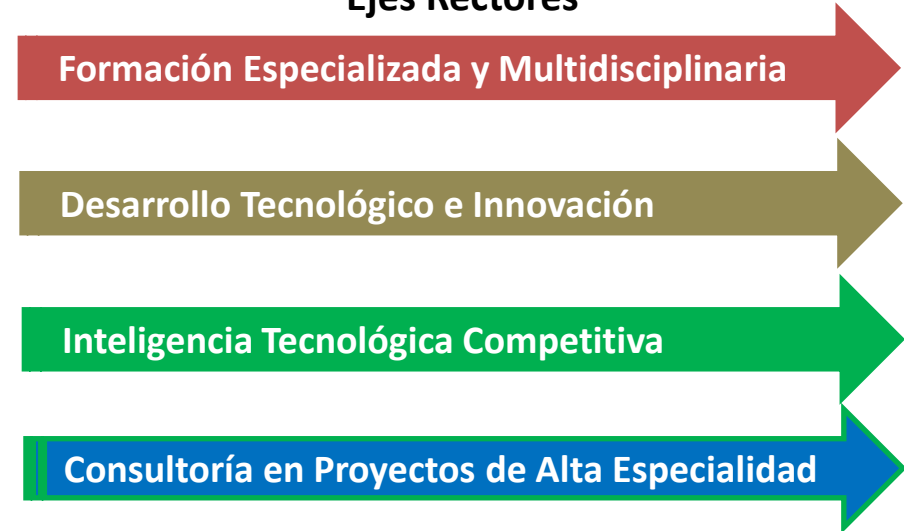 Ejes Rectores
Formación Especializada y Multidisciplinaria
Desarrollo Tecnológico e Innovación
Inteligencia Tecnológica Competitiva
Consultoría en Proyectos de Alta Especialidad